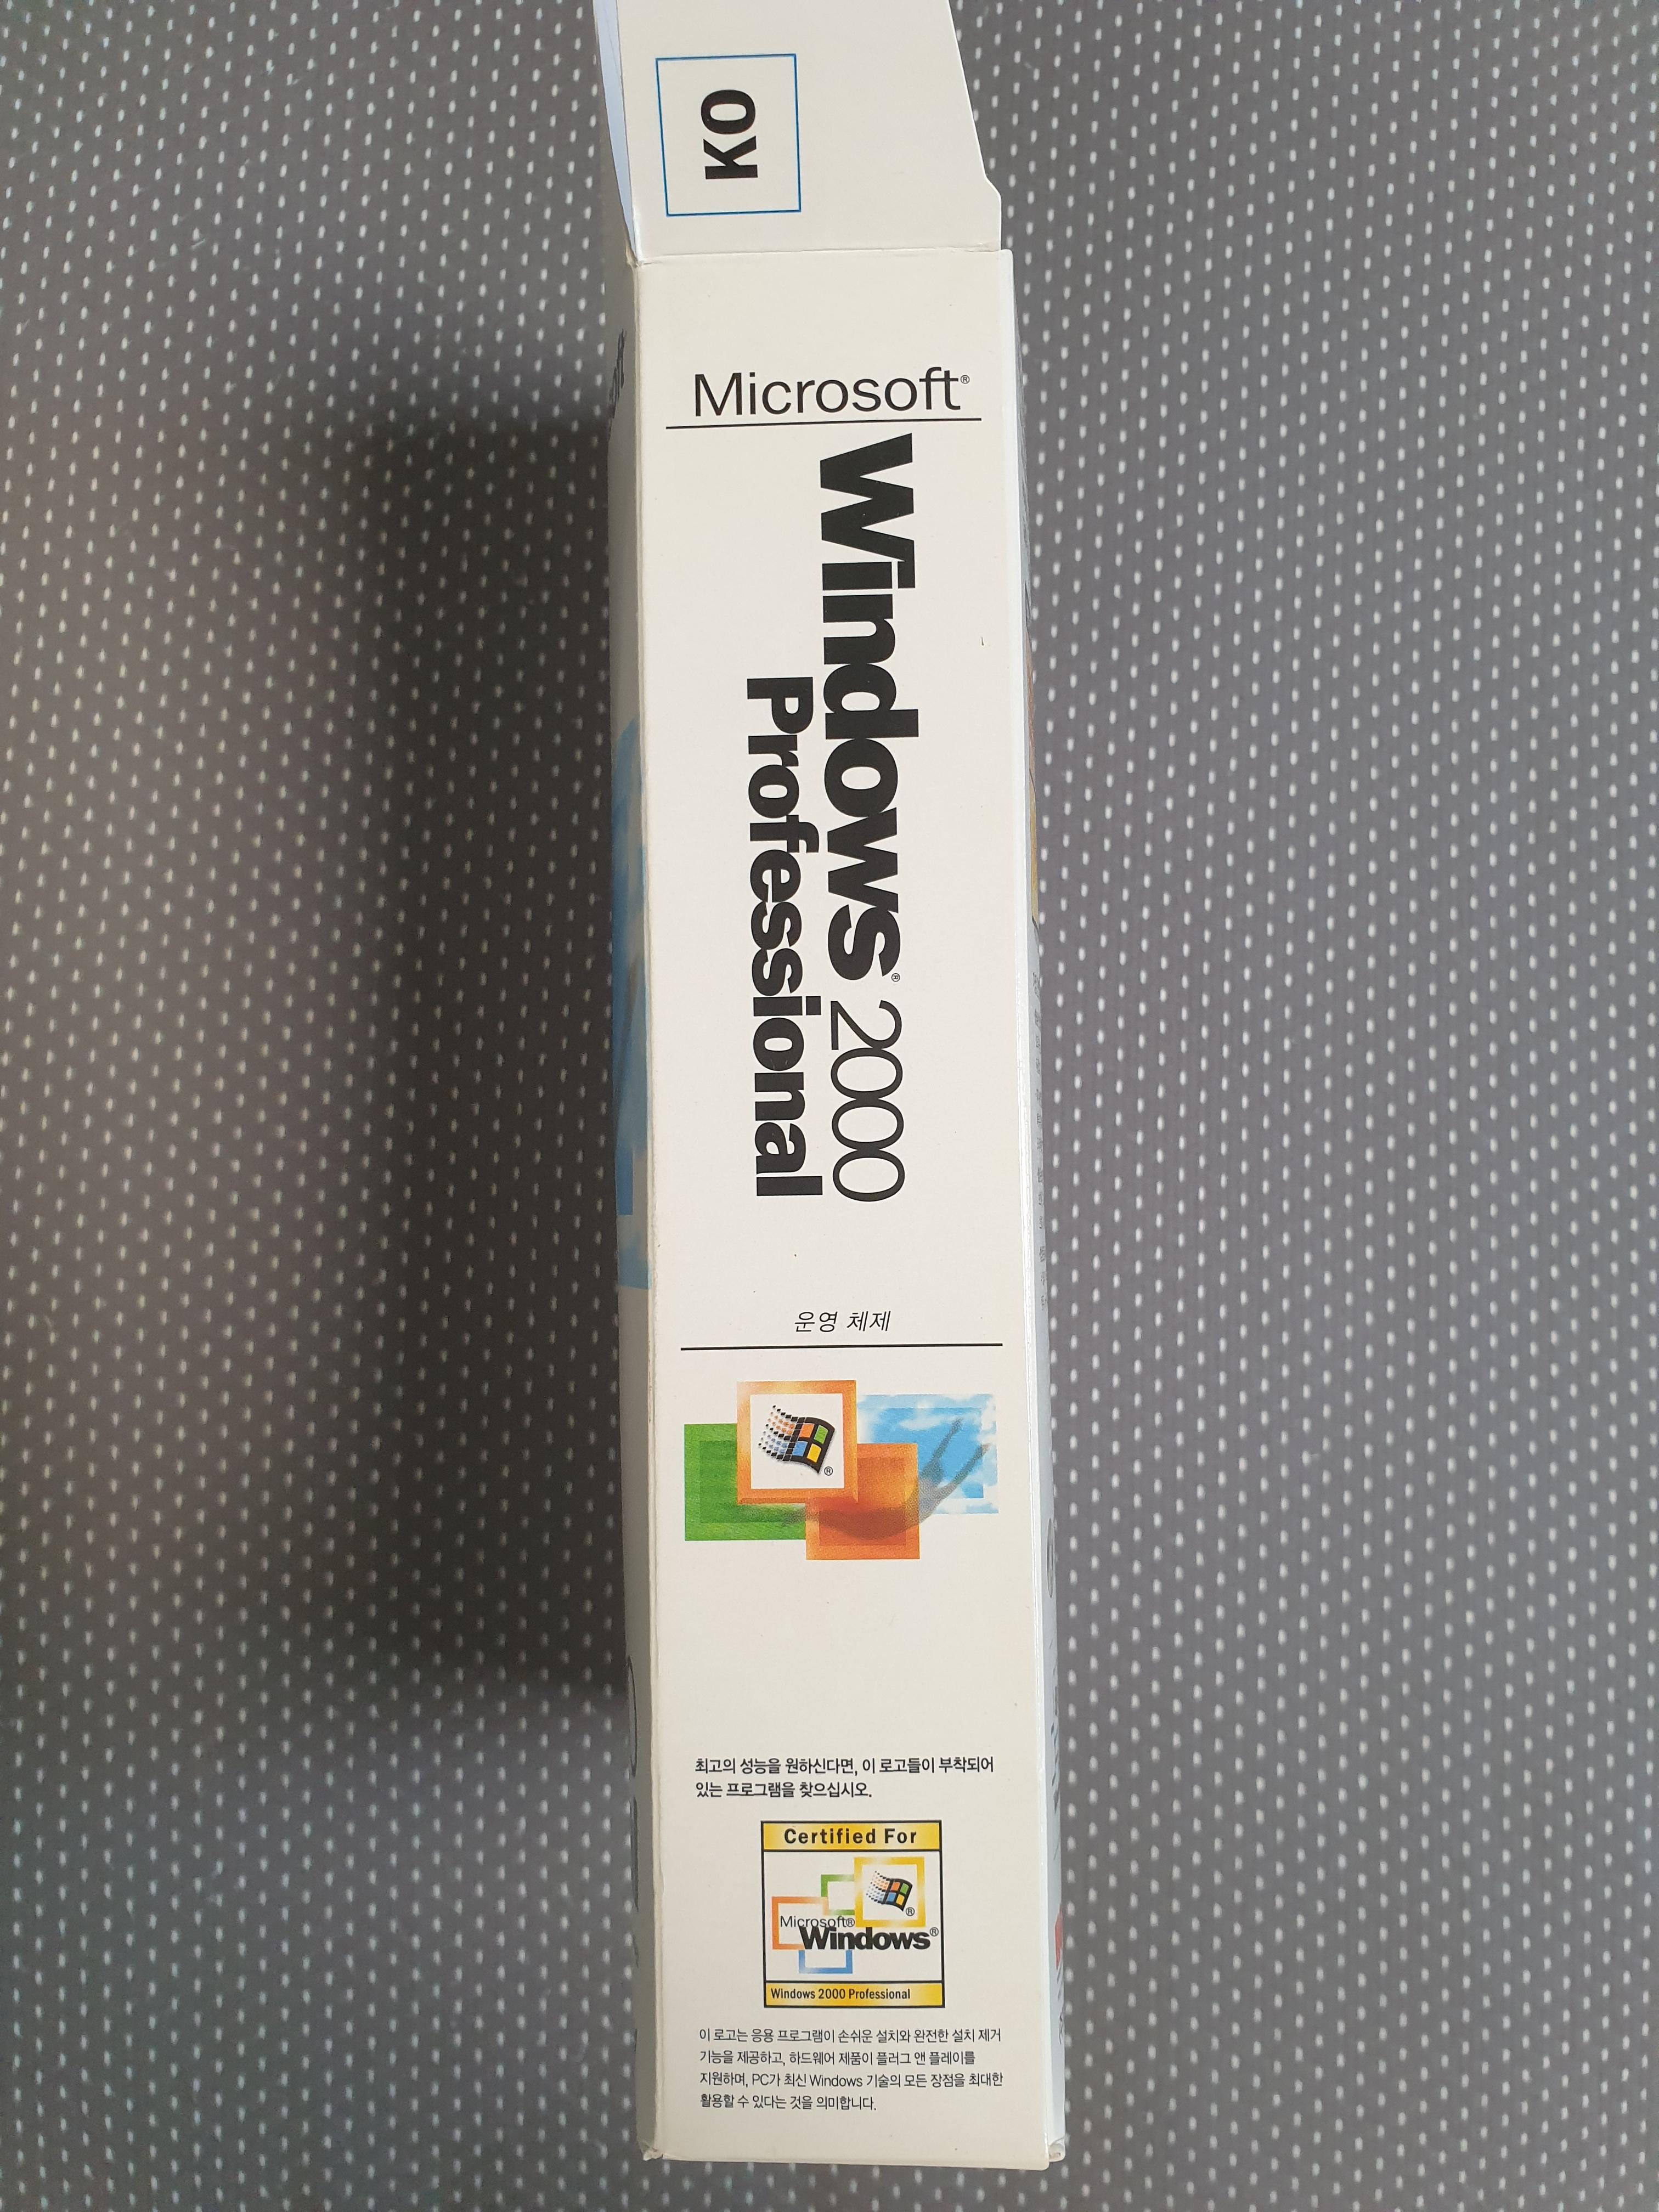 KO
Microsoft®
Windows® 2000
Professional
운영 체제
®
최고의 성능을 원하신다면, 이 로고들이 부착되어
있는 프로그램을 찾으십시오.
Certified For
®
Microsoft®
Windows®
Windows 2000 Professional
이 로고는 응용 프로그램이 손쉬운 설치와 완전한 설치 제거
기능을 제공하고, 하드웨어 제품이 플러그 앤 플레이를
지원하며, PC가 최신 Windows 기술의 모든 장점을 최대한
활용할 수 있다는 것을 의미합니다.